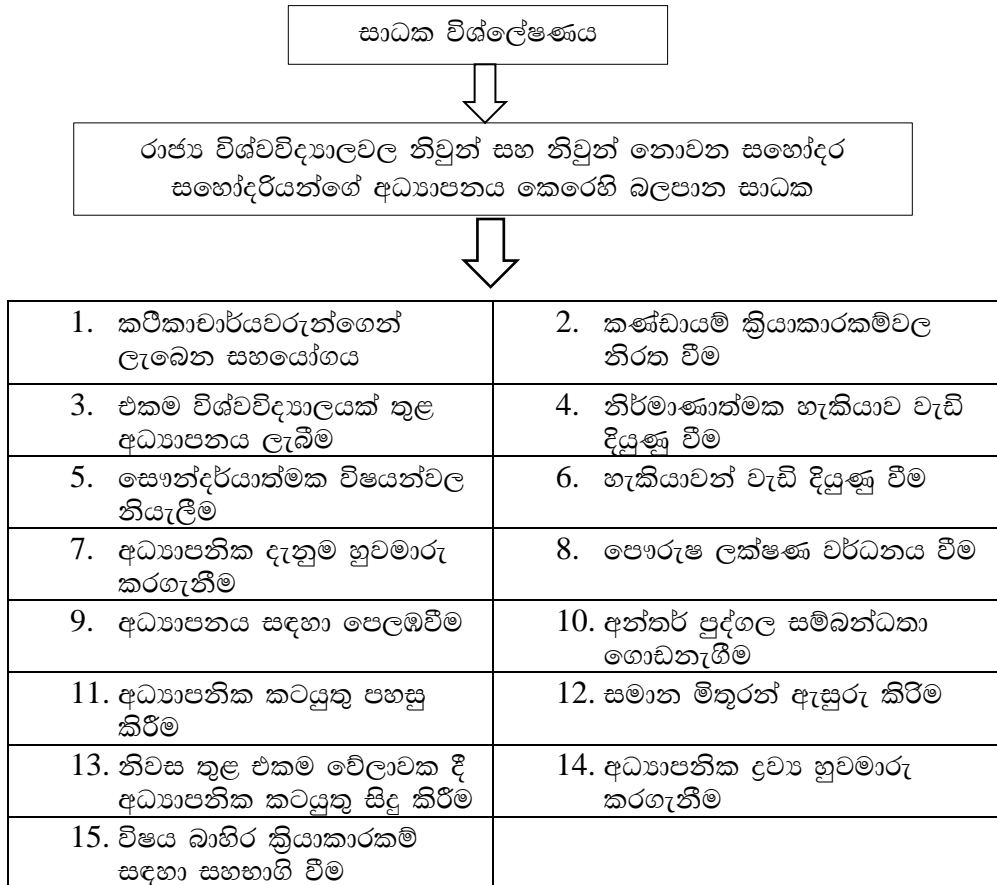 සාධක විශ්ලේෂණය
රාජ්‍ය විශ්වවිද්‍යාලවල නිවුන් සහ නිවුන් නොවන සහෝදර
සහෝදරියන්ගේ අධ්‍යාපනය කෙරෙහි බලපාන සාධක
1. කථිකාචාර්යවරුන්ගෙන්
ලැබෙන සහයෝගය
2. කණ්ඩායම් ක්‍රියාකාරකම්වල
නිරත වීම
3. එකම විශ්වවිද්‍යාලයක් තුළ
අධ්‍යාපනය ලැබීම
4. නිර්මාණාත්මක හැකියාව වැඩි
දියුණු වීම
5. සෞන්දර්යාත්මක විෂයන්වල
නියැලීම
6. හැකියාවන් වැඩි දියුණු වීම
7. අධ්‍යාපනික දැනුම හුවමාරු
කරගැනීම
8. පෞරුෂ ලක්ෂණ වර්ධනය වීම
9. අධ්‍යාපනය සඳහා පෙලඹවීම
10. අන්තර් පුද්ගල සම්බන්ධතා
ගොඩනැගීම
11. අධ්‍යාපනික කටයුතු පහසු
කිරීම
12. සමාන මිතුරන් ඇසුරු කිරිම
13. නිවස තුළ එකම වේලාවක දී
අධ්‍යාපනික කටයුතු සිදු කිරීම
14. අධ්‍යාපනික ද්‍රව්‍ය හුවමාරු
කරගැනීම
15. විෂය බාහිර ක්‍රියාකාරකම්
සඳහා සහභාගි වීම